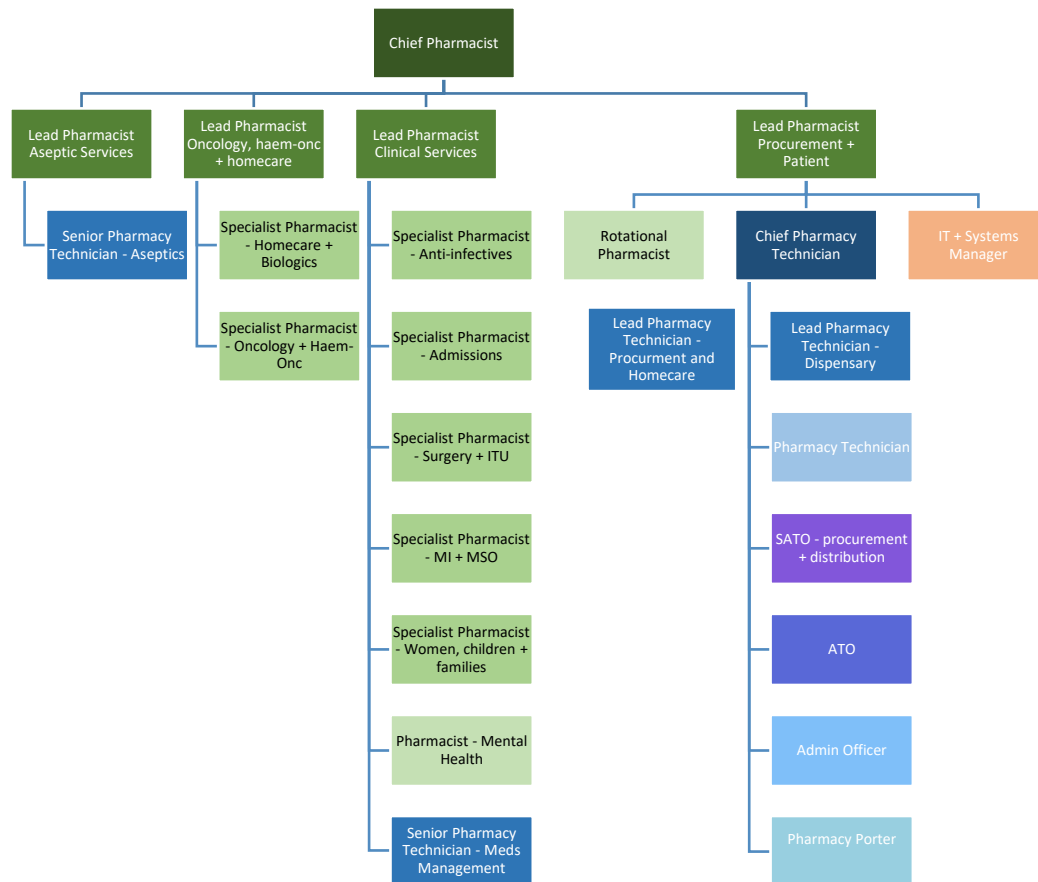 Chief Pharmacist
Lead Pharmacist
Aseptic Services
Lead Pharmacist
Oncology, haem-onc
+ homecare
Lead Pharmacist
Clinical Services
Lead Pharmacist
Procurement +
Patient
Senior Pharmacy
Technician - Aseptics
Specialist Pharmacist
- Homecare +
Biologics
Specialist Pharmacist
- Oncology + Haem-
Onc
Specialist Pharmacist
- Anti-infectives
Specialist Pharmacist
- Admissions
Specialist Pharmacist
- Surgery + ITU
Specialist Pharmacist
- MI + MSO
Specialist Pharmacist
- Women, children +
families
Pharmacist - Mental
Health
Senior Pharmacy
Technician - Meds
Management
Rotational
Pharmacist
Chief Pharmacy
Technician
IT + Systems
Manager
Lead Pharmacy
Technician -
Procurment and
Homecare
Lead Pharmacy
Technician -
Dispensary
Pharmacy Technician
SATO - procurement
+ distribution
ATO
Admin Officer
Pharmacy Porter